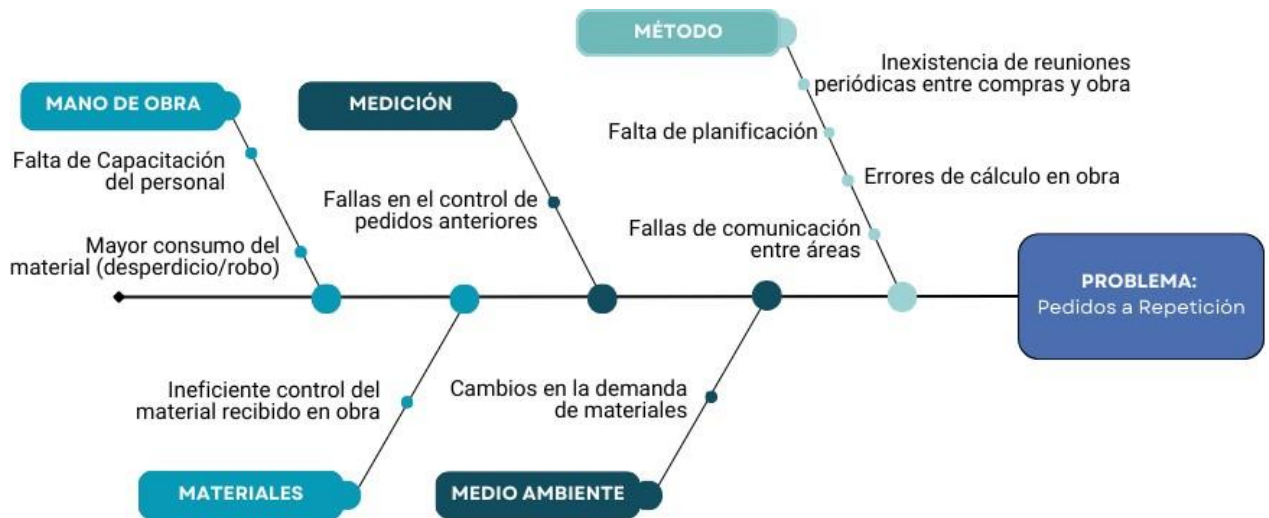 MÉTODO
Inexistencia de reuniones
periódicas entre compras y obra
MANO DE OBRA
MEDICIÓN
Falta de planificación
Falta de Capacitación
del personal
Errores de cálculo en obra
Fallas en el control de
pedidos anteriores
Fallas de comunicación
entre áreas
Mayor consumo del
material (desperdicio/robo)
PROBLEMA:
Pedidos a Repetición
Ineficiente control del
material recibido en obra
Cambios en la demanda
de materiales
MATERIALES
MEDIO AMBIENTE